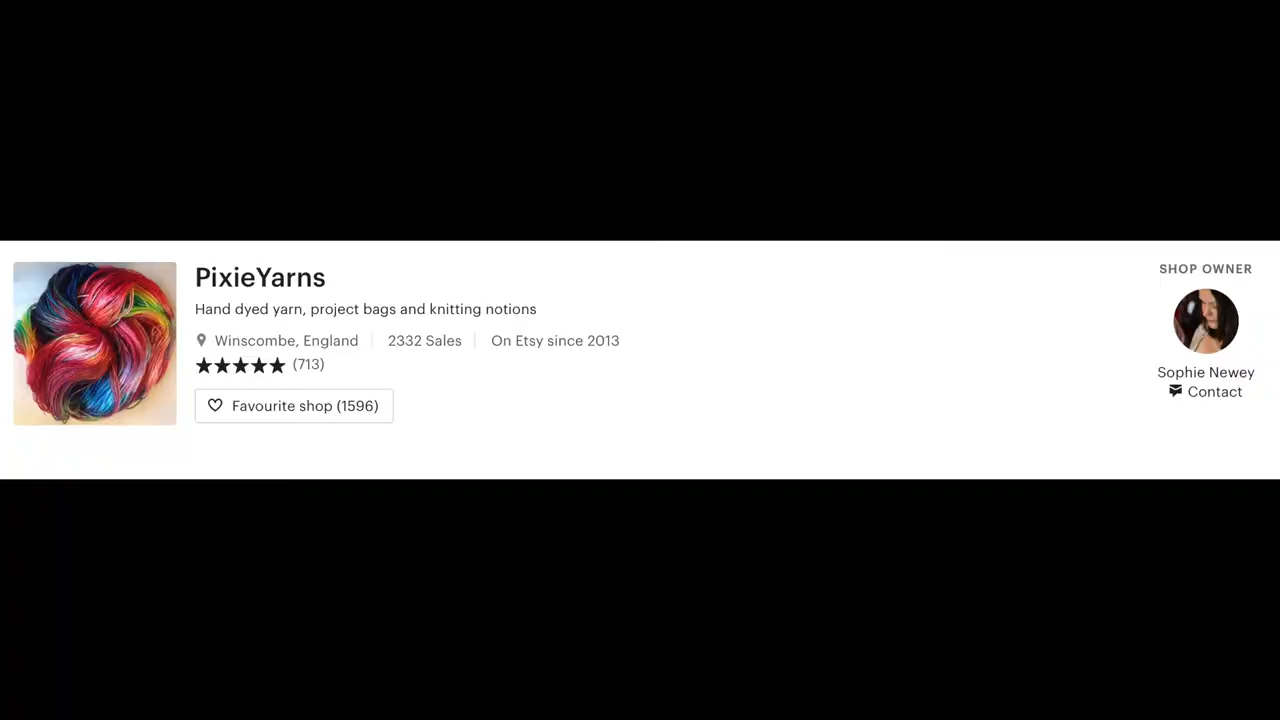 PixieYarns
Hand dyed yarn, project bags and knitting notions
Winscombe, England 2332 Sales On Etsy since 2013
(713)
Favourite shop (1596)
SHOP OWNER
Sophie Newey
Contact